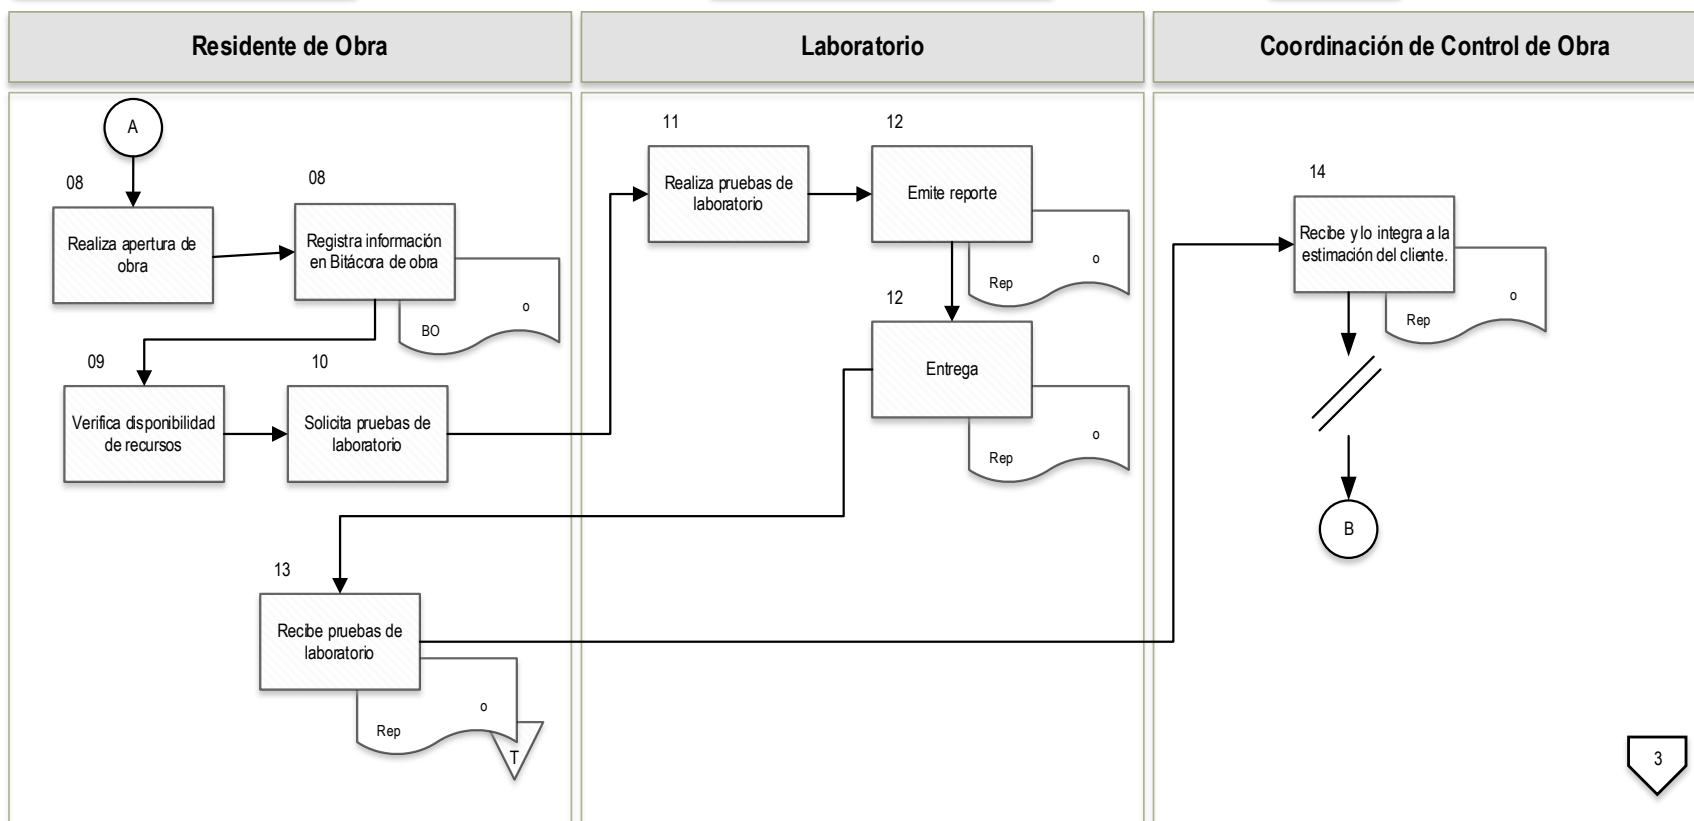 Residente de Obra
Laboratorio
Coordinación de Control de Obra
A
08
Realiza apertura de
obra
08
Registra información
en Bitácora de obra
o
BO
09
Verifica disponibilidad
de recursos
10
Solicita pruebas de
laboratorio
11
Realiza pruebas de
laboratorio
12
Emite reporte
o
Rep
12
Entrega
o
Rep
13
Recibe pruebas de
laboratorio
o
Rep
T
14
Recibe y lo integra a la
estimación del cliente.
o
Rep
B
3